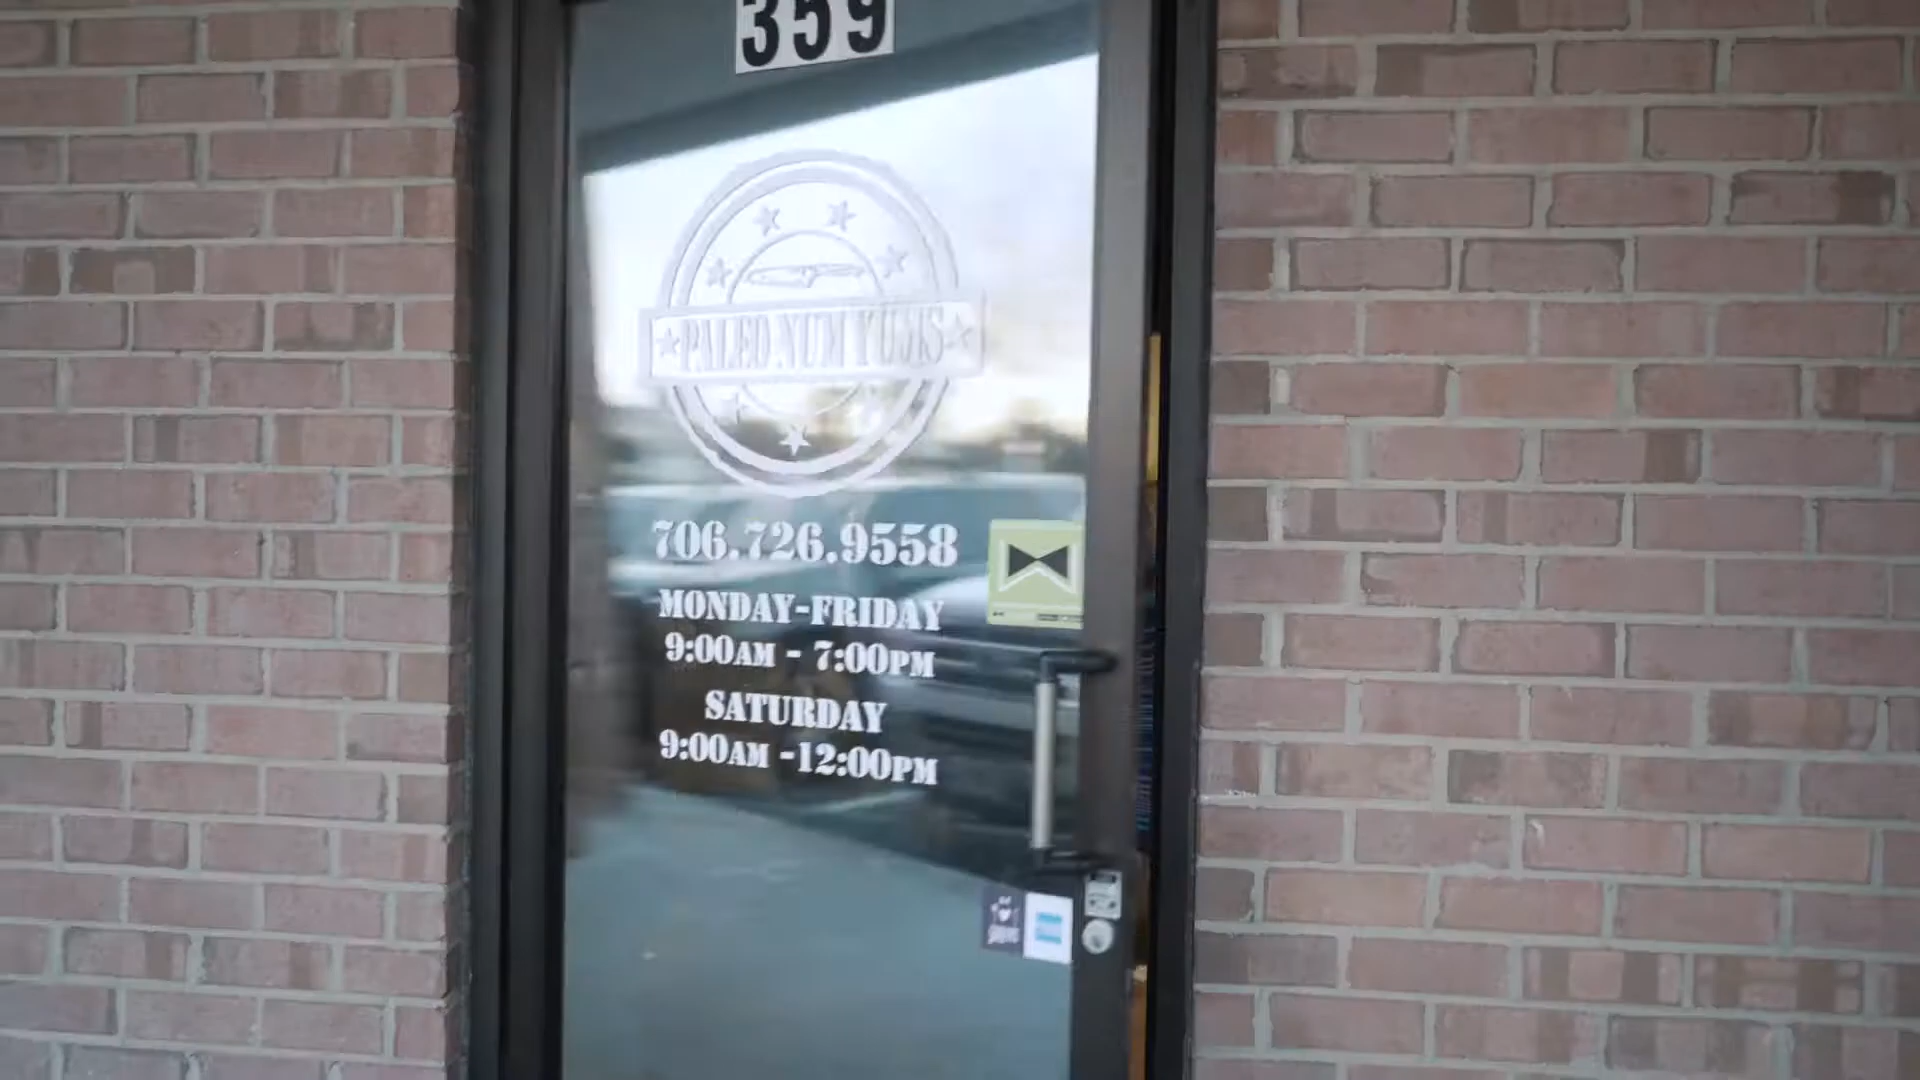 359
PALEO NUM YUMS
706.726.9558
MONDAY-FRIDAY
9:00AM - 7:00PM
SATURDAY
9:00AM -12:00PM